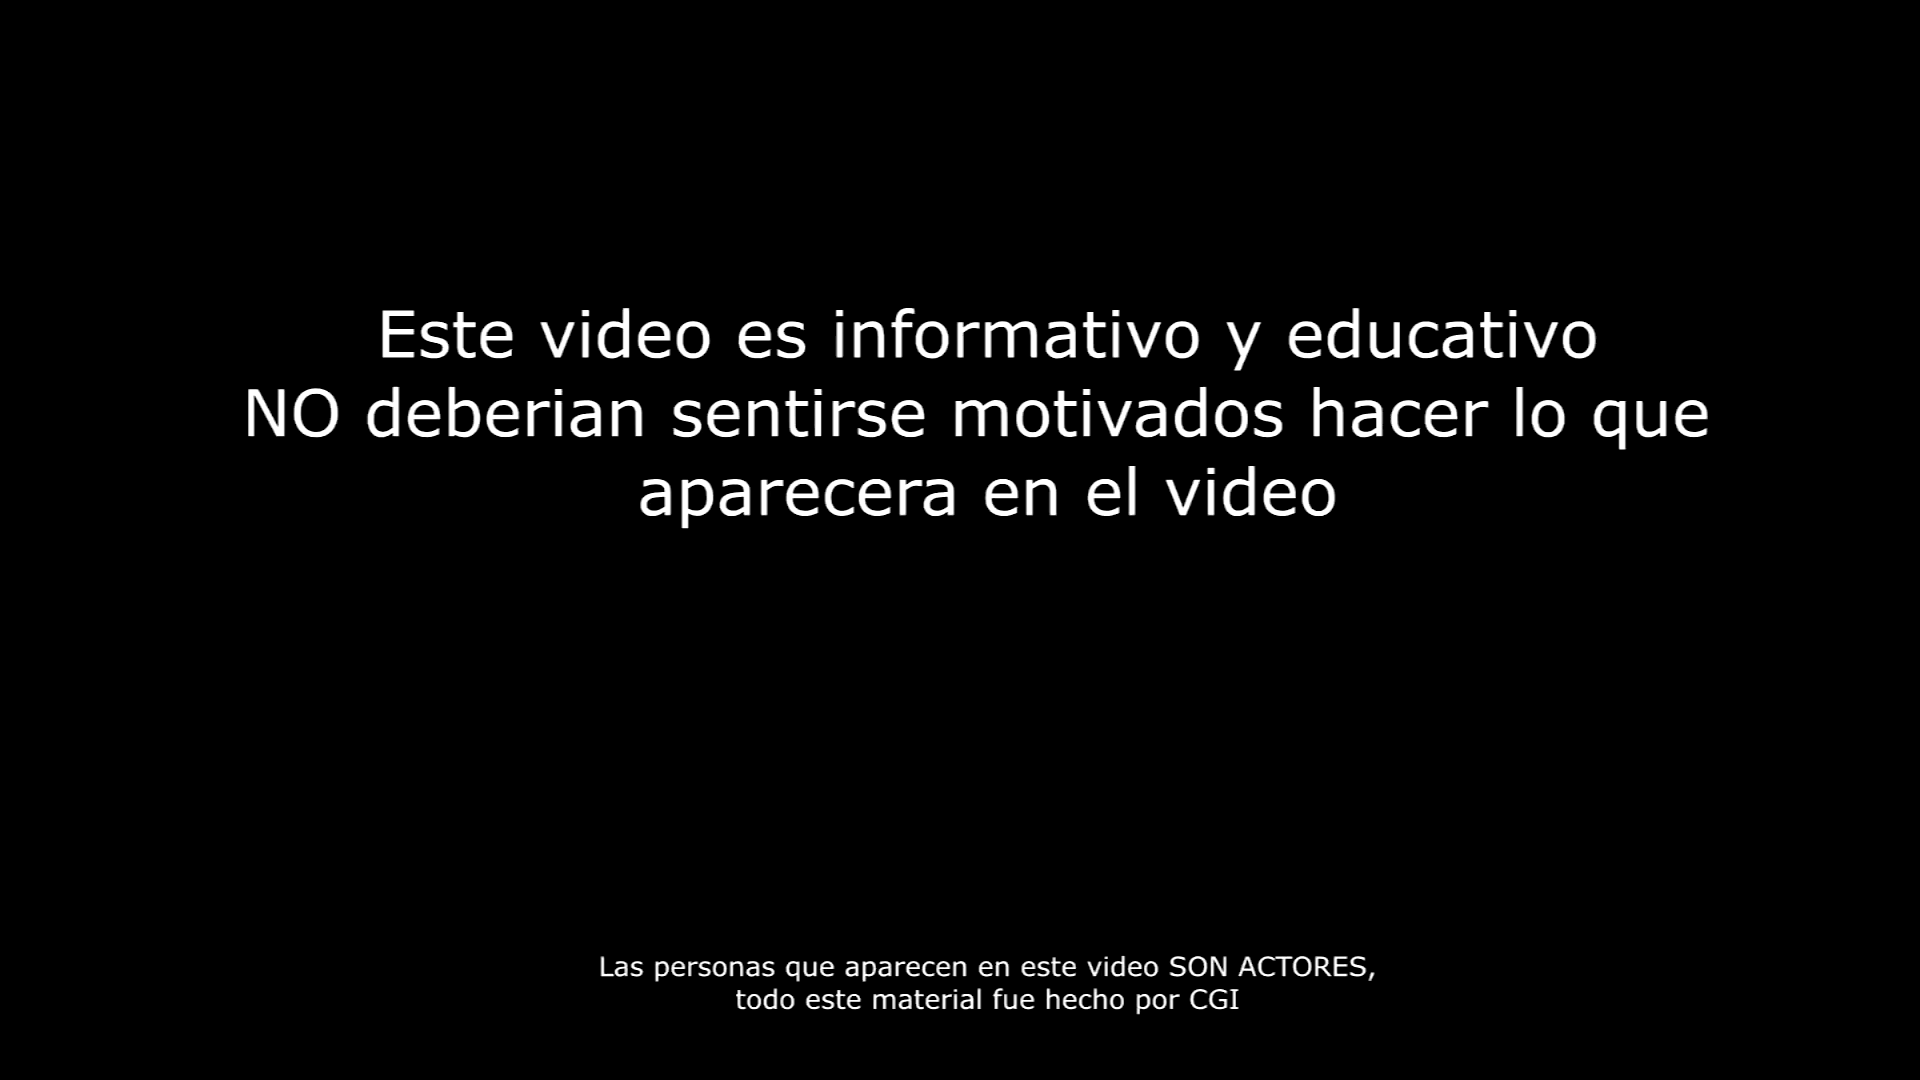 Este video es informativo y educativo
NO deberian sentirse motivados hacer lo que
aparecera en el video
Las personas que aparecen en este video SON ACTORES,
todo este material fue hecho por CGI